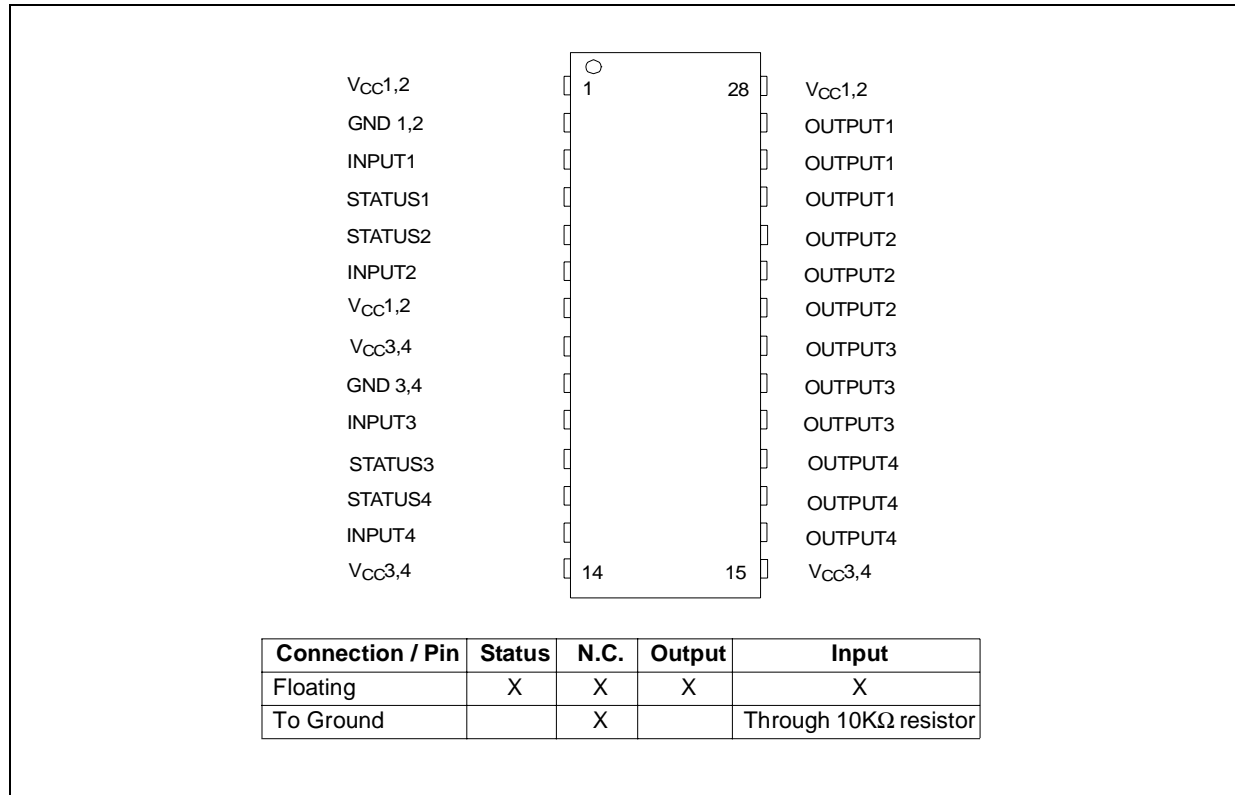 VCC1,2 1 28 VCC1,2
GND 1,2 OUTPUT1
INPUT1 OUTPUT1
STATUS1 OUTPUT1
STATUS2 OUTPUT2
INPUT2 OUTPUT2
VCC1,2 OUTPUT2
VCC3,4 OUTPUT3
GND 3,4 OUTPUT3
INPUT3 OUTPUT3
STATUS3 OUTPUT4
STATUS4 OUTPUT4
INPUT4 OUTPUT4
VCC3,4 14 15 VCC3,4
Connection / Pin Status N.C. Output Input
Floating X X X X
To Ground X Through 10KΩ resistor